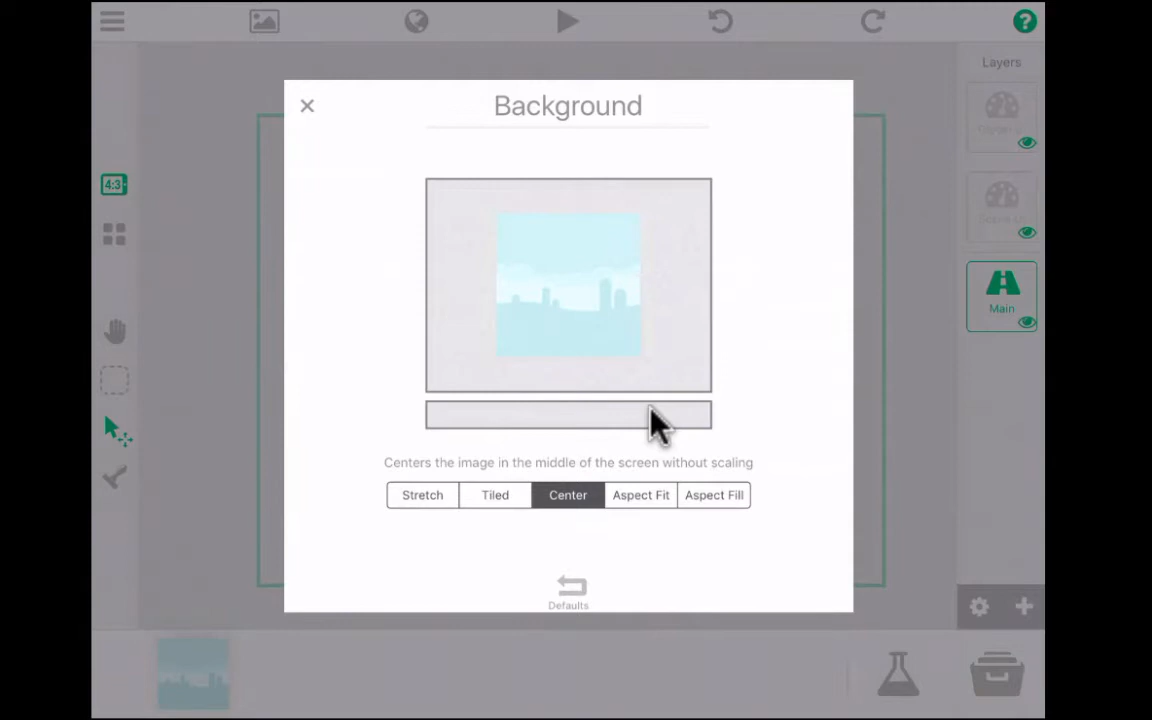 ?
Layers
Background
4:3
Main
Centers the image in the middle of the screen without scaling
Stretch Tiled Center Aspect Fit Aspect Fill
Defaults